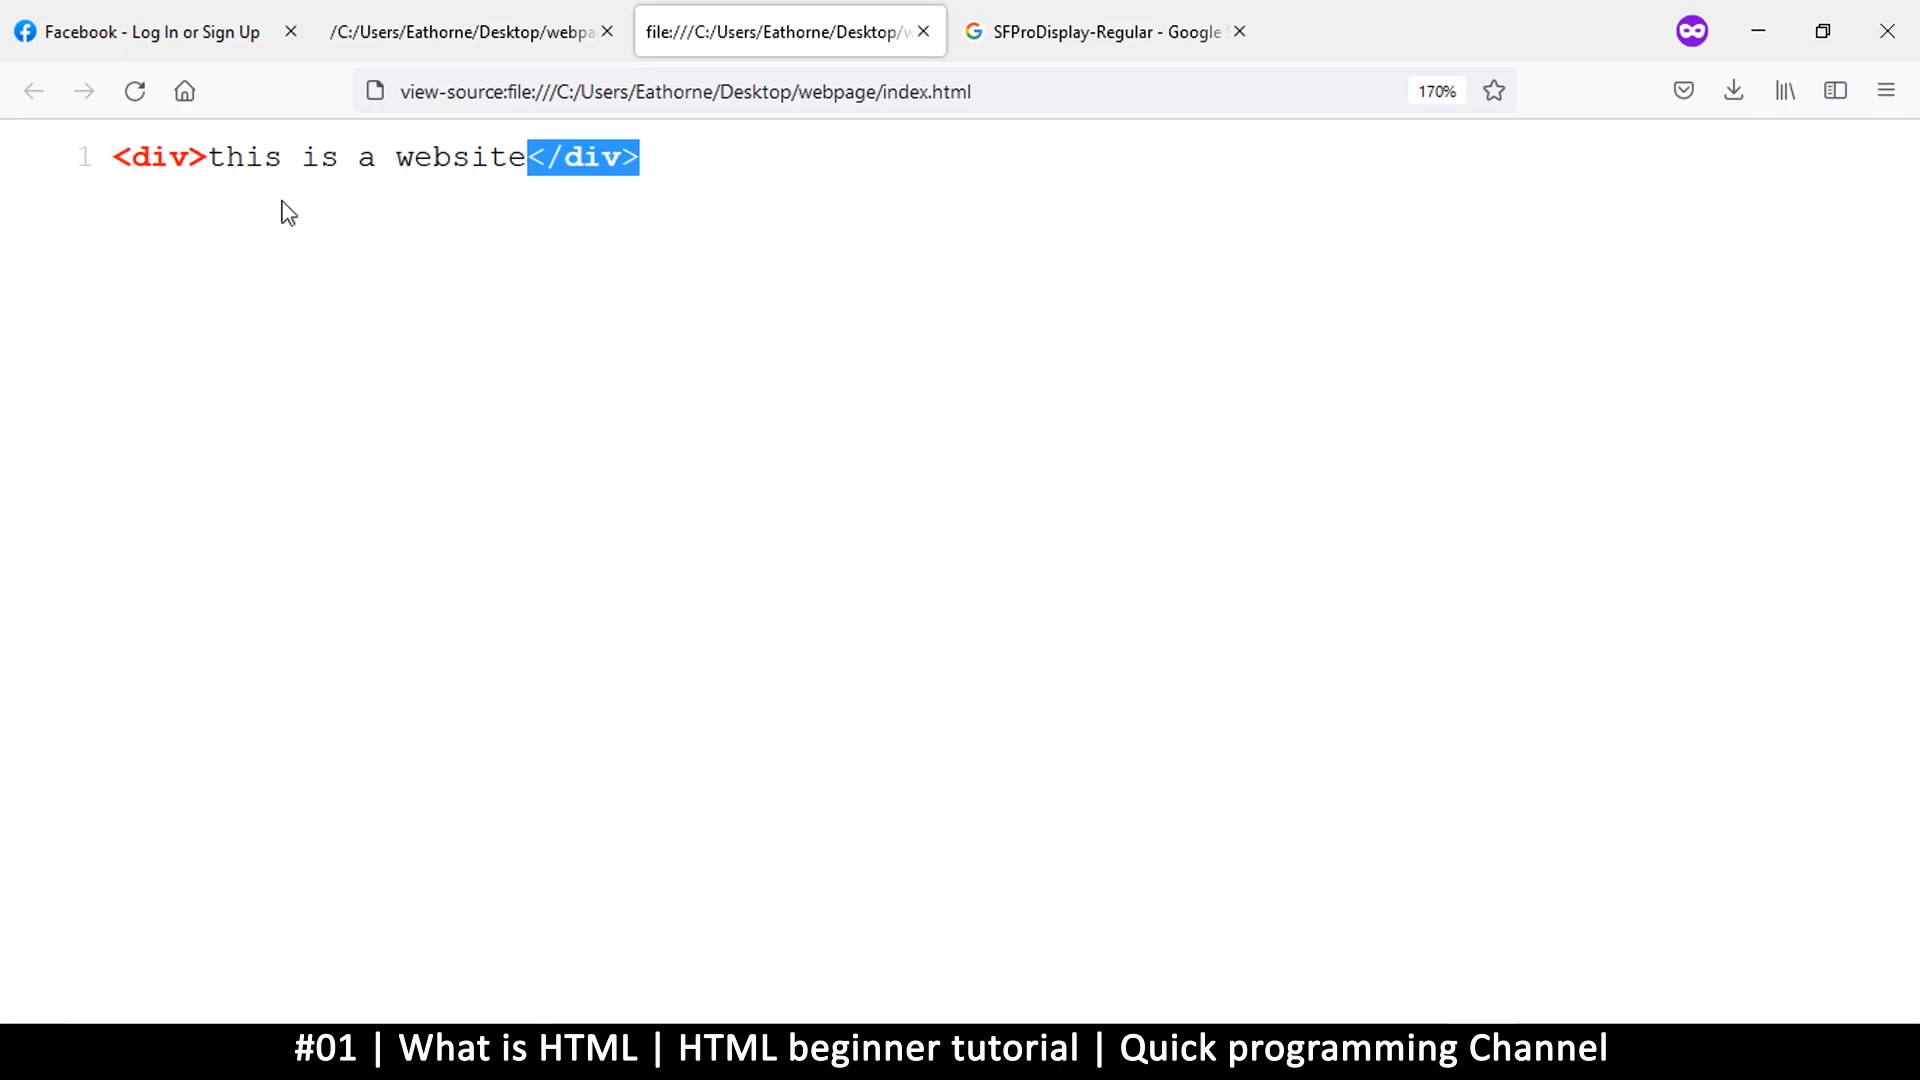 Facebook - Log In or Sign Up
/C:/Users/Eathorne/Desktop/webpa
file:///C:/Users/Eathorne/Desktop/w
SFProDisplay-Regular - Google
view-source:file:///C:/Users/Eathorne/Desktop/webpage/index.html
170%
1 <div>this is a website</div>
#01 | What is HTML | HTML beginner tutorial | Quick programming Channel